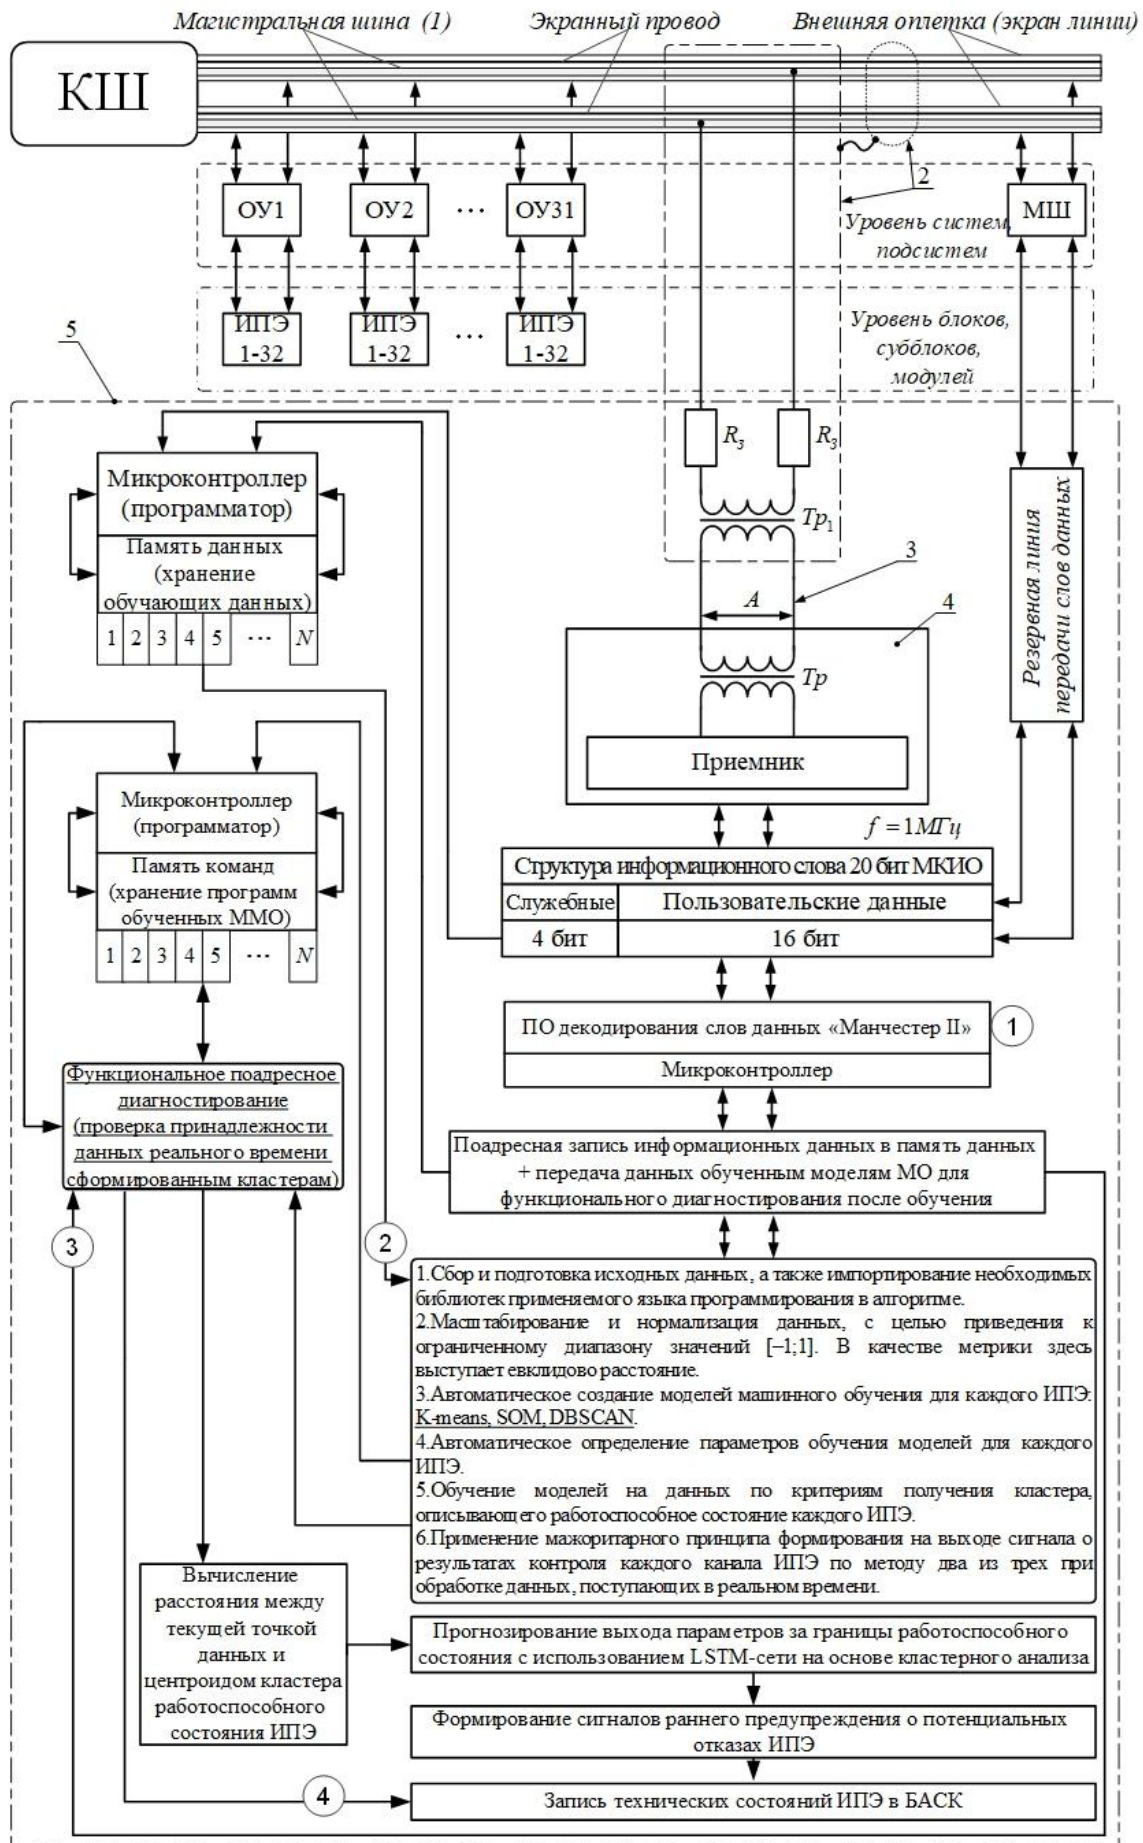 Магистральная шина (1)
Экранный провод
Внешняя оплетка (экран линии)
КШ
2
ОУ1
ОУ2
...
ОУ31
МШ
Уровень систем,
подсистем
ИПЭ
1-32
ИПЭ
1-32
...
ИПЭ
1-32
Уровень блоков,
субблоков,
модулей
5
Rз
Rз
Микроконтроллер
(программатор)
Память данных
(хранение
обучающих данных)
1 2 3 4 5 ... N
Тр1
3
A
4
Тр
Приемник
Резервная линия
передачи слов данных
f = 1МГц
Микроконтроллер
(программатор)
Память команд
(хранение программ
обученных ММО)
1 2 3 4 5 ... N
Структура информационного слова 20 бит МКИО
Служебные
Пользовательские данные
4 бит
16 бит
ПО декодирования слов данных «Манчестер II»
1
Микроконтроллер
Функциональное поадресное
диагностирование
(проверка принадлежности
данных реального времени
сформированным кластерам)
Поадресная запись информационных данных в память данных
+ передача данных обученным моделям МО для
функционального диагностирования после обучения
3
2
1.Сбор и подготовка исходных данных, а также импортирование необходимых
библиотек применяемого языка программирования в алгоритме.
2.Масштабирование и нормализация данных, с целью приведения к
ограниченному диапазону значений [–1;1]. В качестве метрики здесь
выступает евклидово расстояние.
3.Автоматическое создание моделей машинного обучения для каждого ИПЭ:
K-means, SOM, DBSCAN.
4.Автоматическое определение параметров обучения моделей для каждого
ИПЭ.
5.Обучение моделей на данных по критериям получения кластера,
описывающего работоспособное состояние каждого ИПЭ.
6.Применение мажоритарного принципа формирования на выходе сигнала о
результатах контроля каждого канала ИПЭ по методу два из трех при
обработке данных, поступающих в реальном времени.
Вычисление
расстояния между
текущей точкой
данных и
центроидом кластера
работоспособного
состояния ИПЭ
Прогнозирование выхода параметров за границы работоспособного
состояния с использованием LSTM-сети на основе кластерного анализа
Формирование сигналов раннего предупреждения о потенциальных
отказах ИПЭ
4
Запись технических состояний ИПЭ в БАСК